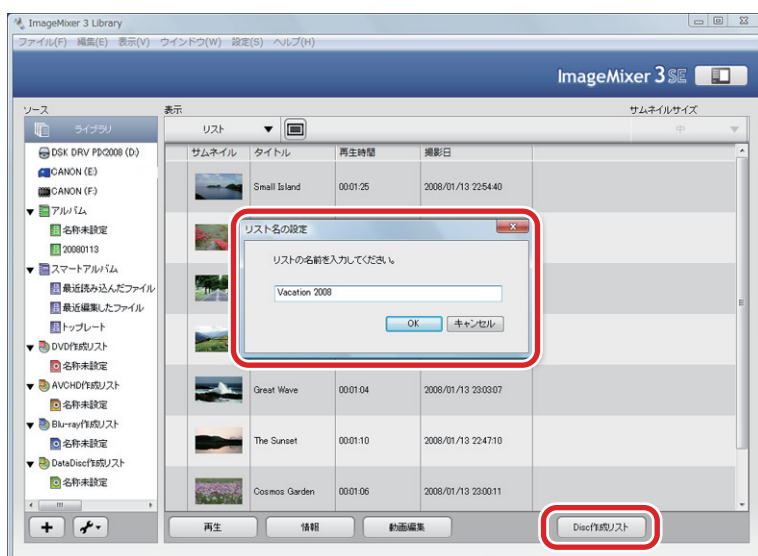 ImageMixer 3 Library
ファイル(F) 編集(E) 表示(V) ウインドウ(W) 設定(S) ヘルプ(H)
ImageMixer 3 SE
ソース 表示 サムネイルサイズ
ライブラリ リスト 中
DSK DRV PDC2008 (D:) サムネイル タイトル 再生時間 撮影日
CANON (E:)
CANON (F:) Small Island 00:01:25 2008/01/13 22:54:40
アルバム
名称未設定
20080113
スマートアルバム
最近読み込んだファイル
最近編集したファイル
トップレート
DVD作成リスト
名称未設定
AVCHD作成リスト
名称未設定
Blu-ray作成リスト
名称未設定
DataDisc作成リスト
名称未設定
リスト名の設定
リストの名前を入力してください。
Vacation 2008
OK キャンセル
Great Wave 00:01:04 2008/01/13 23:03:07
The Sunset 00:01:10 2008/01/13 22:47:10
Cosmos Garden 00:01:06 2008/01/13 23:00:11
再生 情報 動画編集 Disc作成リスト